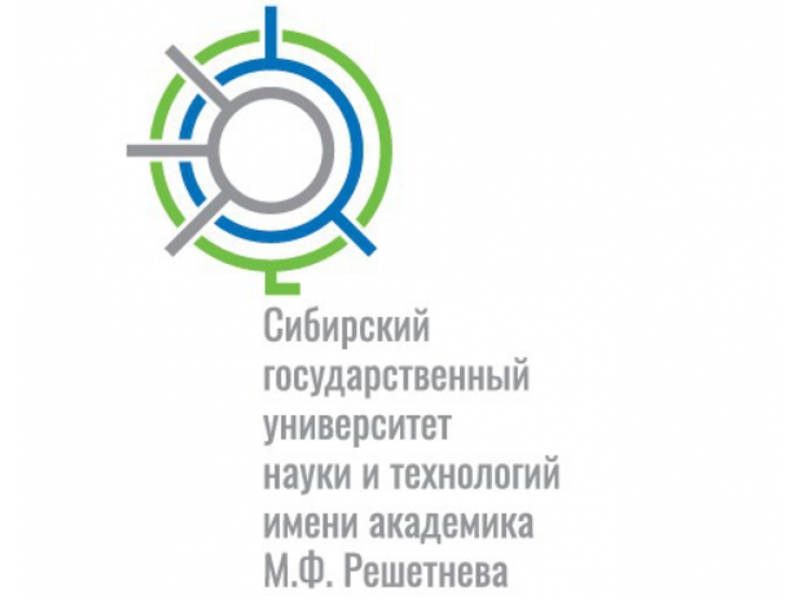 Сибирский
государственный
университет
науки и технологий
имени академика
М.Ф. Решетнева